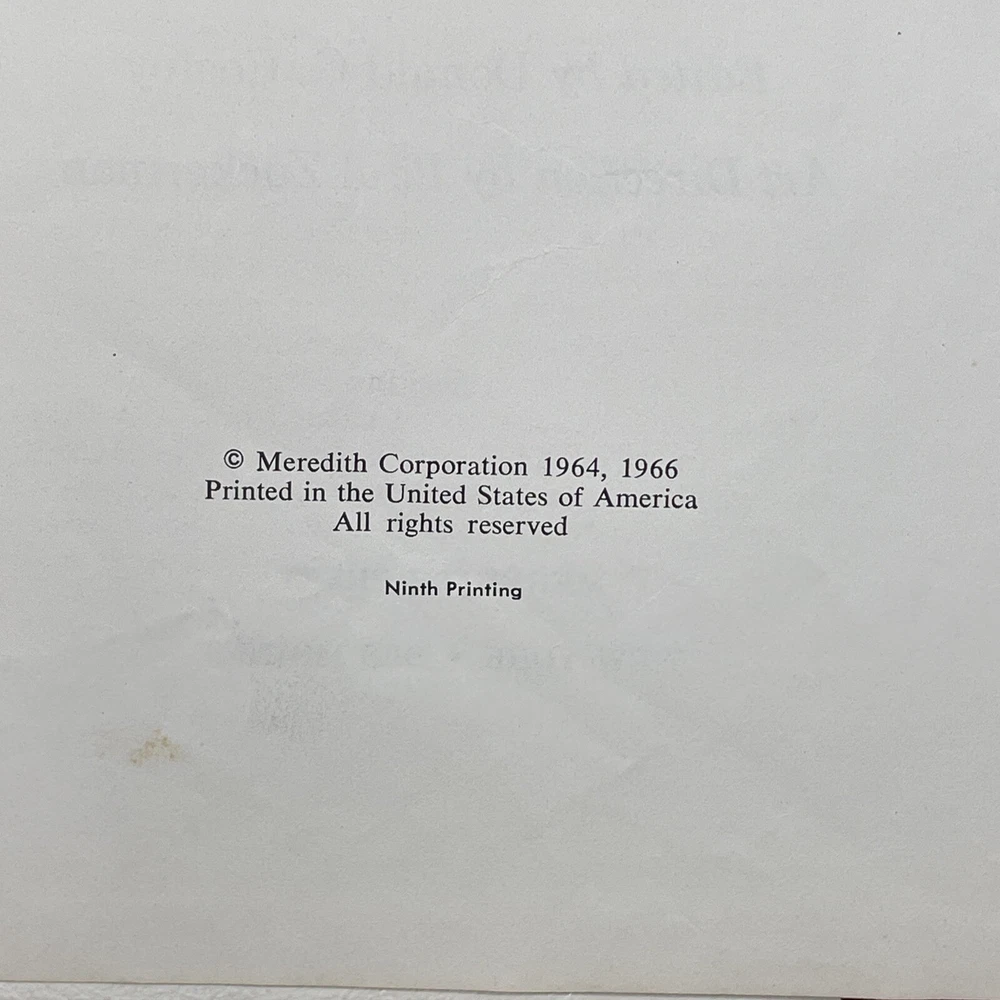 © Meredith Corporation 1964, 1966
Printed in the United States of America
All rights reserved
Ninth Printing